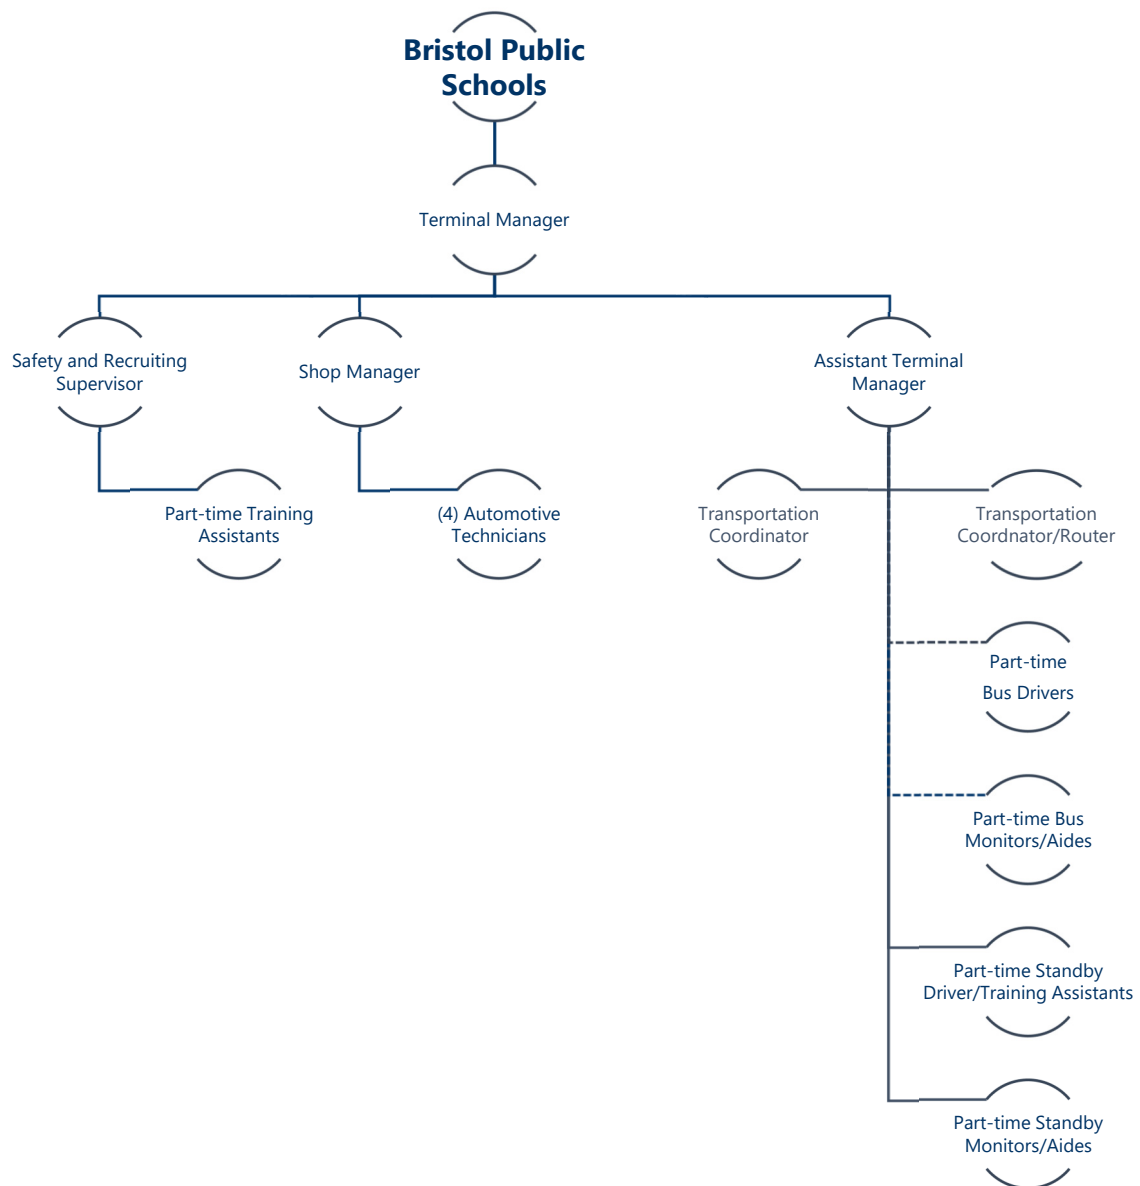 Bristol Public
Schools
Terminal Manager
Safety and Recruiting
Supervisor
Shop Manager
Assistant Terminal
Manager
Part-time Training
Assistants
(4) Automotive
Technicians
Transportation
Coordinator
Transportation
Coordnator/Router
Part-time
Bus Drivers
Part-time Bus
Monitors/Aides
Part-time Standby
Driver/Training Assistants
Part-time Standby
Monitors/Aides